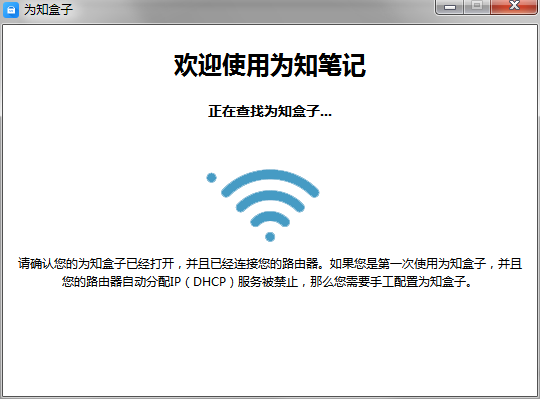 为知盒子
欢迎使用为知笔记
正在查找为知盒子...
请确认您的为知盒子已经打开，并且已经连接您的路由器。如果您是第一次使用为知盒子，并且
您的路由器自动分配IP（DHCP）服务被禁止，那么您需要手工配置为知盒子。